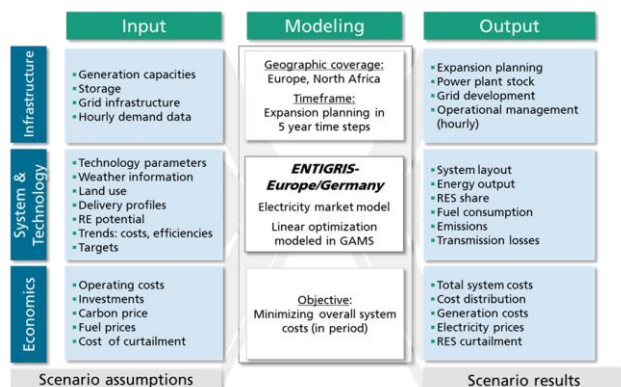 Input
Modeling
Output
Infrastructure
▪ Generation capacities
▪ Storage
▪ Grid infrastructure
▪ Hourly demand data
Geographic coverage:
Europe, North Africa
Timeframe:
Expansion planning in
5 year time steps
▪ Expansion planning
▪ Power plant stock
▪ Grid development
▪ Operational management
(hourly)
System &
Technology
▪ Technology parameters
▪ Weather information
▪ Land use
▪ Delivery profiles
▪ RE potential
▪ Trends: costs, efficiencies
▪ Targets
ENTIGRIS-
Europe/Germany
Electricity market model
Linear optimization
modeled in GAMS
▪ System layout
▪ Energy output
▪ RES share
▪ Fuel consumption
▪ Emissions
▪ Transmission losses
Economics
▪ Operating costs
▪ Investments
▪ Carbon price
▪ Fuel prices
▪ Cost of curtailment
Objective:
Minimizing overall system
costs (in period)
▪ Total system costs
▪ Cost distribution
▪ Generation costs
▪ Electricity prices
▪ RES curtailment
Scenario assumptions
Scenario results